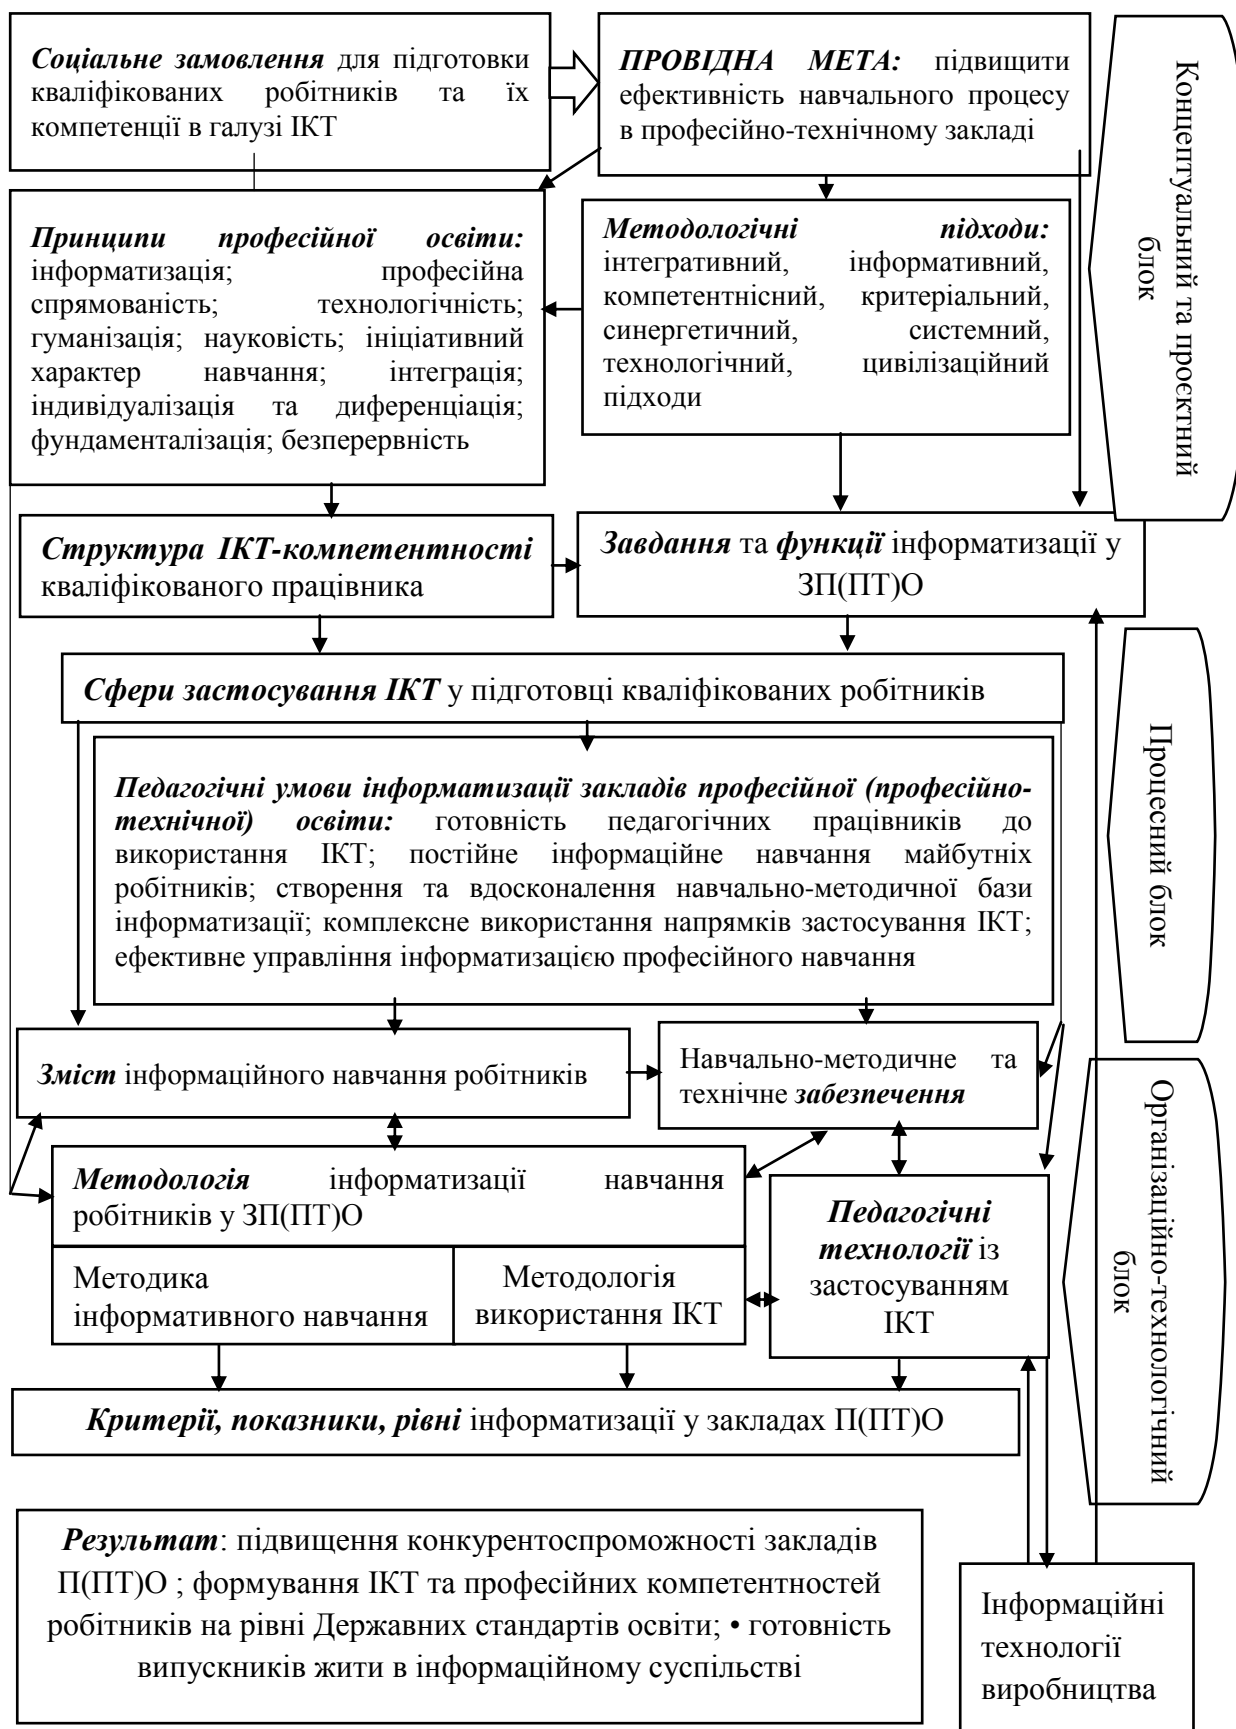 Соціальне замовлення для підготовки
кваліфікованих робітників та їх
компетенції в галузі ІКТ
ПРОВІДНА МЕТА: підвищити
ефективність навчального процесу
в професійно-технічному закладі
Концептуальний та проєктний
блок
Принципи професійної освіти:
інформатизація; професійна
спрямованість; технологічність;
гуманізація; науковість; ініціативний
характер навчання; інтеграція;
індивідуалізація та диференціація;
фундаменталізація; безперервність
Методологічні підходи:
інтегративний, інформативний,
компетентнісний, критеріальний,
синергетичний, системний,
технологічний, цивілізаційний
підходи
Структура ІКТ-компетентності
кваліфікованого працівника
Завдання та функції інформатизації у
ЗП(ПТ)О
Сфери застосування ІКТ у підготовці кваліфікованих робітників
Процесний блок
Педагогічні умови інформатизації закладів професійної (професійно-
технічної) освіти: готовність педагогічних працівників до
використання ІКТ; постійне інформаційне навчання майбутніх
робітників; створення та вдосконалення навчально-методичної бази
інформатизації; комплексне використання напрямків застосування ІКТ;
ефективне управління інформатизацією професійного навчання
Зміст інформаційного навчання робітників
Навчально-методичне та
технічне забезпечення
Організаційно-технологічний
блок
Методологія інформатизації навчання
робітників у ЗП(ПТ)О
Методика
інформативного навчання
Методологія
використання ІКТ
Педагогічні
технології із
застосуванням
ІКТ
Критерії, показники, рівні інформатизації у закладах П(ПТ)О
Результат: підвищення конкурентоспроможності закладів
П(ПТ)О ; формування ІКТ та професійних компетентностей
робітників на рівні Державних стандартів освіти; • готовність
випускників жити в інформаційному суспільстві
Інформаційні
технології
виробництва